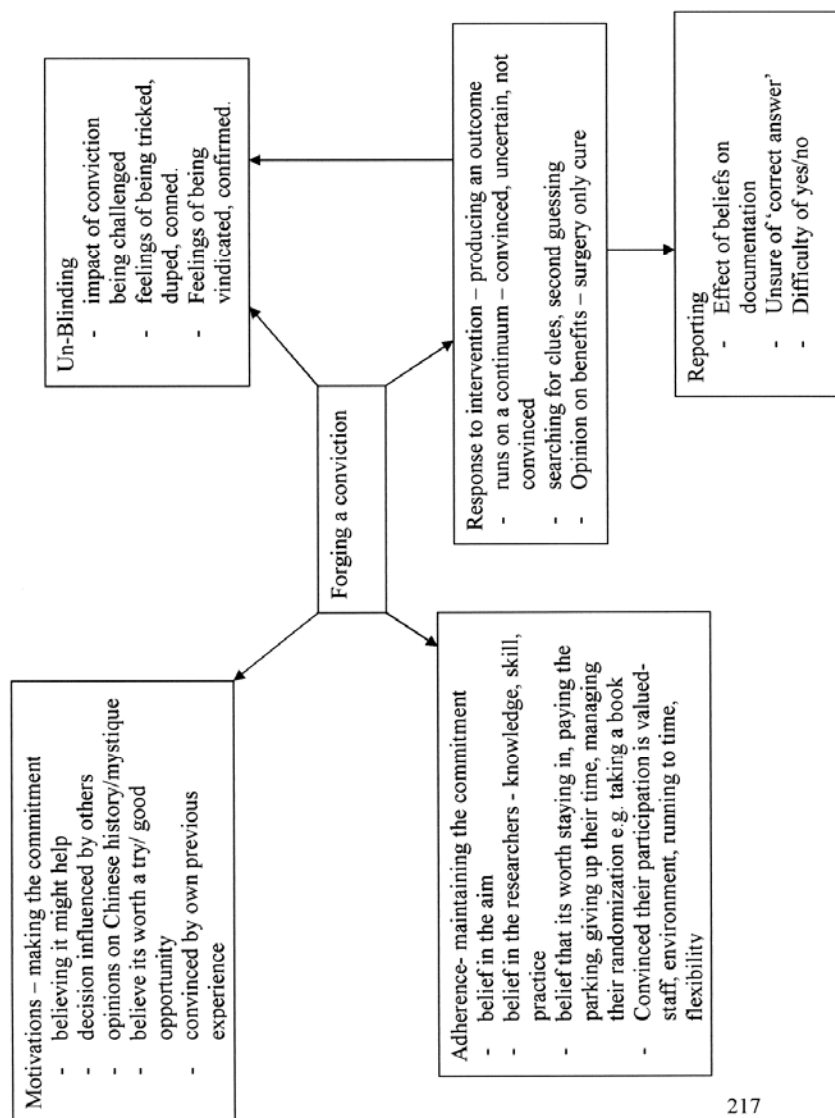 Motivations – making the commitment
- believing it might help
- decision influenced by others
- opinions on Chinese history/mystique
- believe its worth a try/ good
opportunity
- convinced by own previous
experience
Un-Blinding
- impact of conviction
being challenged
- feelings of being tricked,
duped, conned.
- Feelings of being
vindicated, confirmed.
Forging a conviction
Adherence- maintaining the commitment
- belief in the aim
- belief in the researchers - knowledge, skill,
practice
- belief that its worth staying in, paying the
parking, giving up their time, managing
their randomization e.g. taking a book
- Convinced their participation is valued-
staff, environment, running to time,
flexibility
Response to intervention – producing an outcome
- runs on a continuum – convinced, uncertain, not
convinced
- searching for clues, second guessing
- Opinion on benefits – surgery only cure
Reporting
- Effect of beliefs on
documentation
- Unsure of ‘correct answer’
- Difficulty of yes/no
217